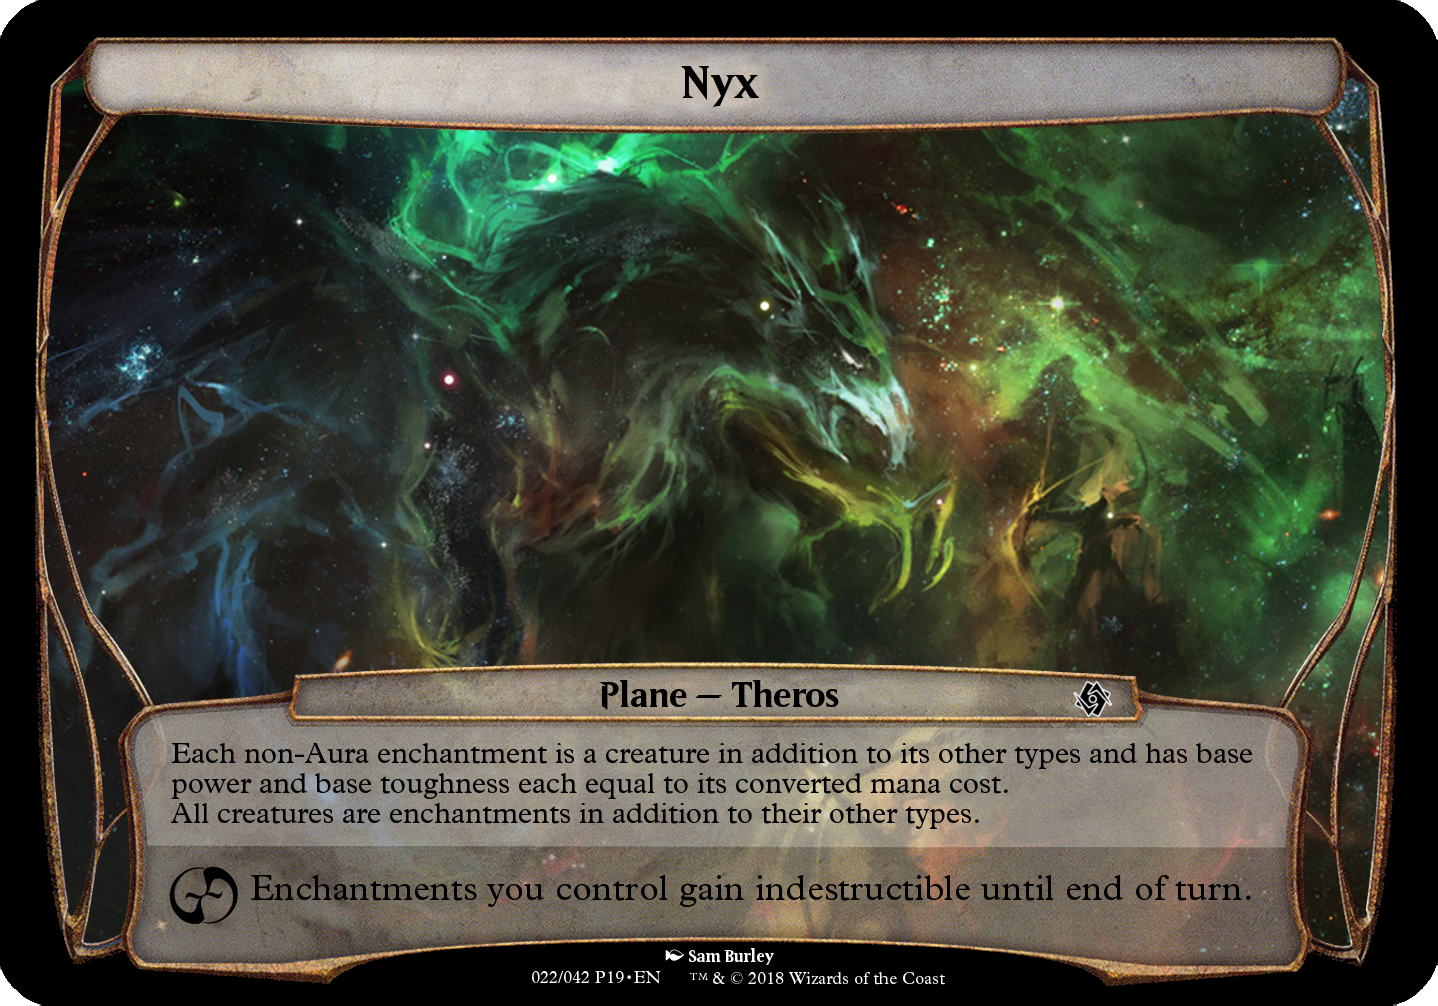 Nyx
Plane — Theros
Each non-Aura enchantment is a creature in addition to its other types and has base
power and base toughness each equal to its converted mana cost.
All creatures are enchantments in addition to their other types.
Enchantments you control gain indestructible until end of turn.
Sam Burley
022/042 P19•EN ™ & © 2018 Wizards of the Coast